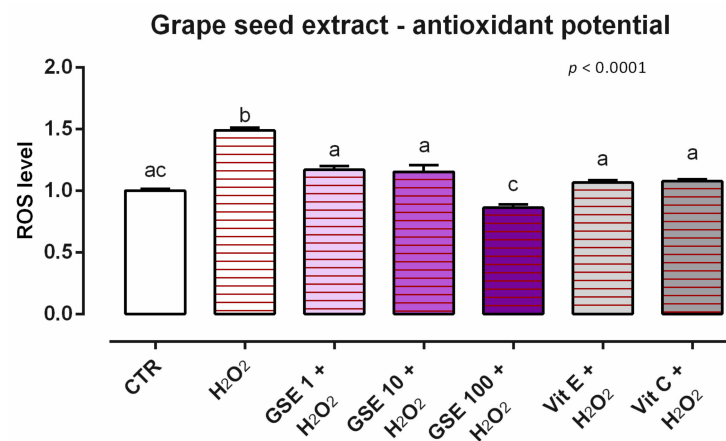 Grape seed extract - antioxidant potential
p < 0.0001
ROS level
2.0
1.5
1.0
0.5
0.0
ac
b
a
a
c
a
a
CTR
H2O2
GSE 1 +
H2O2
GSE 10 +
H2O2
GSE 100 +
H2O2
Vit E +
H2O2
Vit C +
H2O2